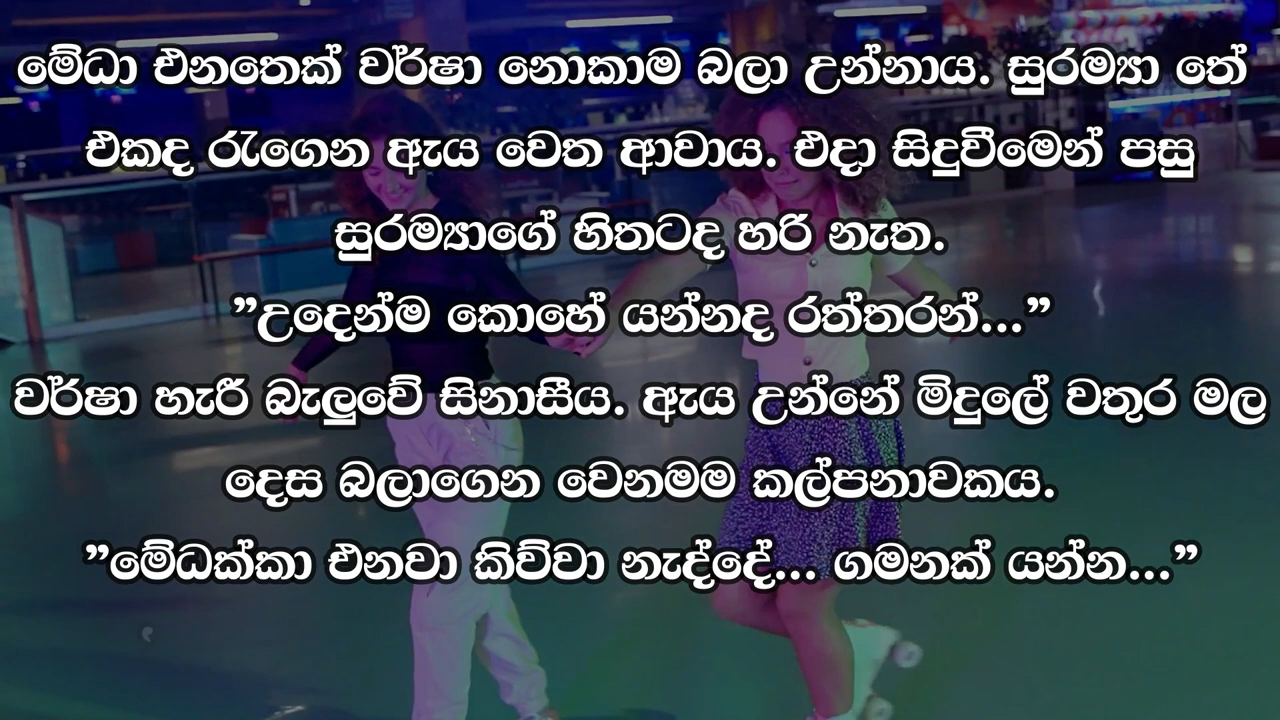 මේධා එනතෙක් වර්ෂා නොකාම බලා උන්නාය. සුරම්‍යා තේ
එකද රැගෙන ඇය වෙත ආවාය. එදා සිදුවීමෙන් පසු
සුරම්‍යාගේ හිතටද හරි නැත.
”උදෙන්ම කොහේ යන්නද රත්තරන්...”
වර්ෂා හැරී බැලුවේ සිනාසීය. ඇය උන්නේ මිදුලේ වතුර මල
දෙස බලාගෙන වෙනමම කල්පනාවකය.
”මේධක්කා එනවා කිව්වා නැද්දේ... ගමනක් යන්න...”